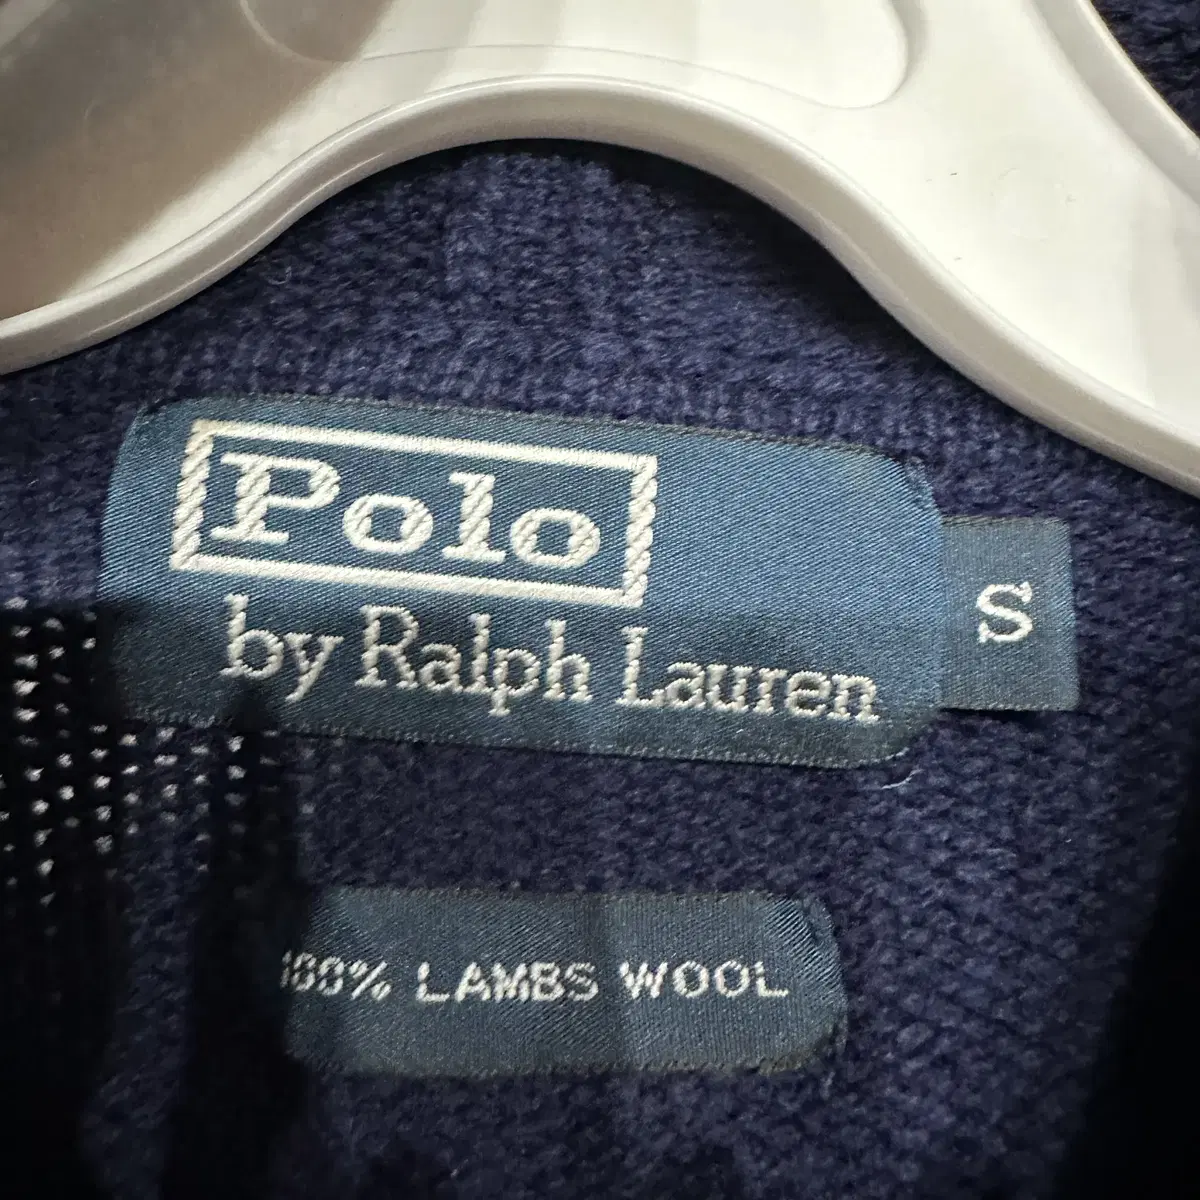 Polo
by Ralph Lauren
S
100% LAMBS WOOL